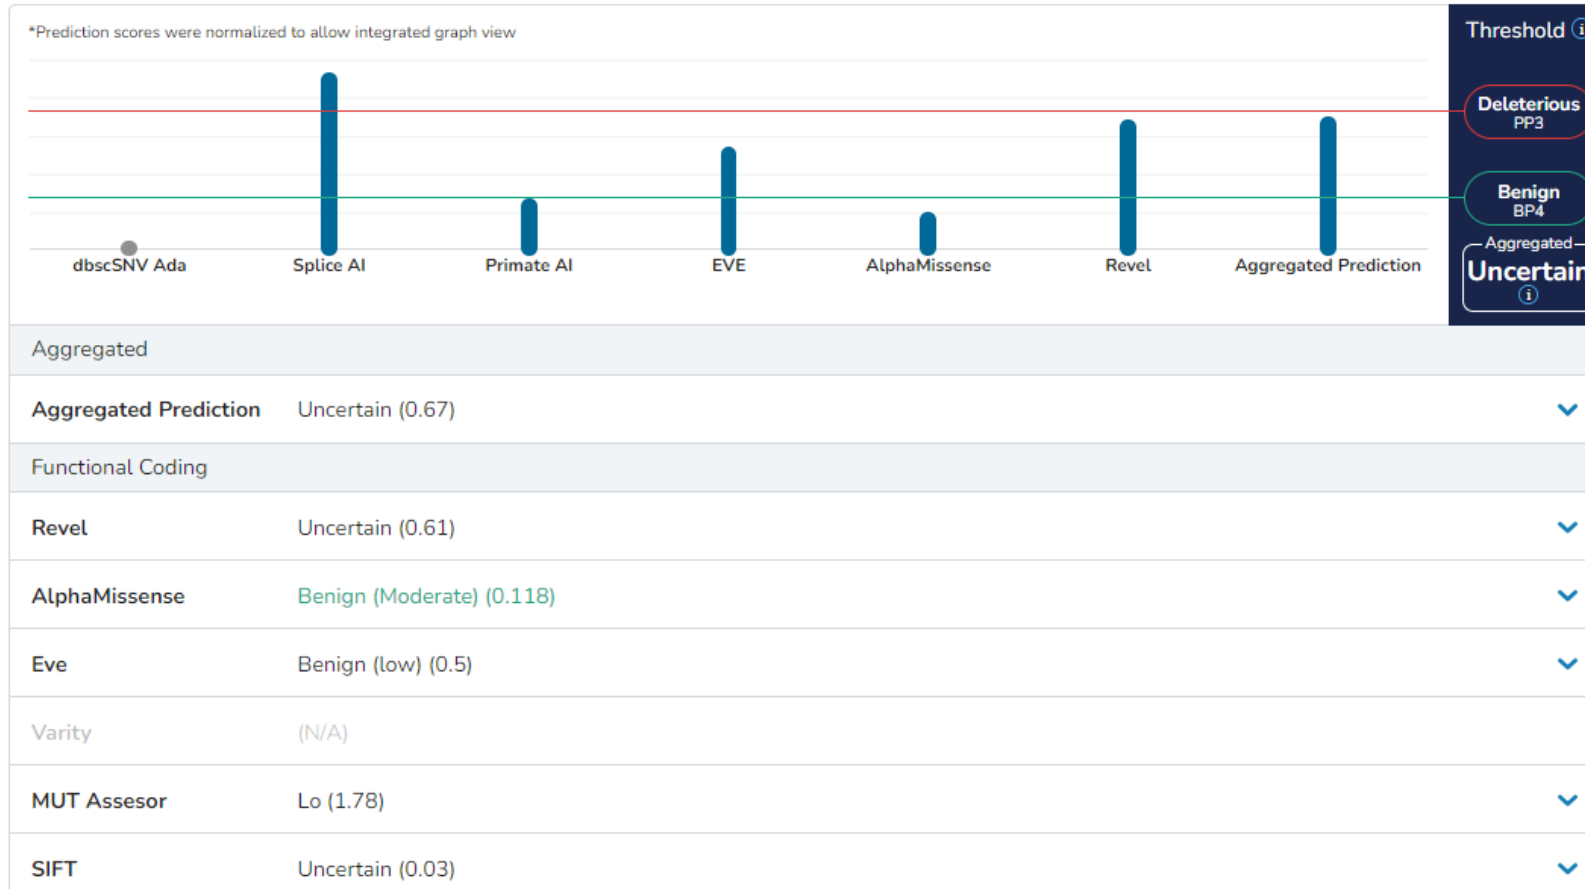 *Prediction scores were normalized to allow integrated graph view
Threshold
Deleterious
PP3
Benign
BP4
Aggregated
Uncertain
dbscSNV Ada
Splice AI
Primate AI
EVE
AlphaMissense
Revel
Aggregated Prediction
Aggregated
Aggregated Prediction Uncertain (0.67)
Functional Coding
Revel Uncertain (0.61)
AlphaMissense Benign (Moderate) (0.118)
Eve Benign (low) (0.5)
Varity (N/A)
MUT Assesor Lo (1.78)
SIFT Uncertain (0.03)